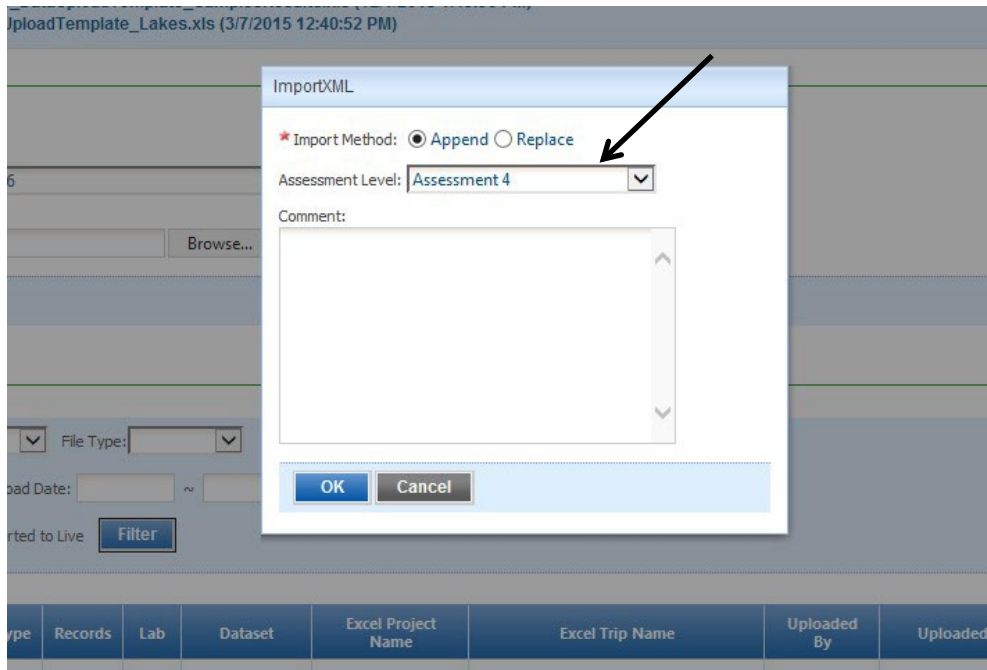 UploadTemplate_Lakes.xls (3/7/2015 12:40:52 PM)
ImportXML
* Import Method: Append Replace
6
Assessment Level: Assessment 4
Comment:
Browse...
File Type:
oad Date: ~
rted to Live Filter
OK Cancel
ype Records Lab Dataset Excel Project Name Excel Trip Name Uploaded By Uploaded